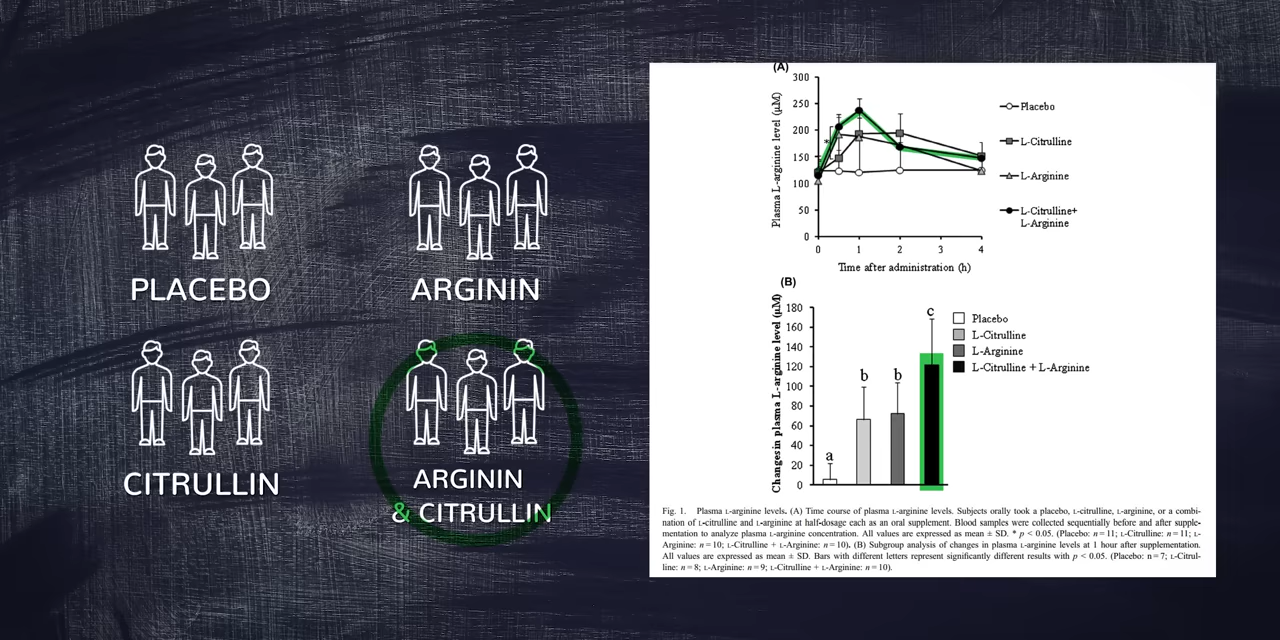 PLACEBO
ARGININ
CITRULLIN
ARGININ
& CITRULLIN
(A)
300
250
200
150
100
50
0
Plasma L-arginine level (μM)
*
0
1
2
3
4
Time after administration (h)
Placebo
L-Citrulline
L-Arginine
L-Citrulline+
L-Arginine
(B)
180
160
140
120
100
80
60
40
20
0
Changes in plasma L-arginine level (μM)
a
b
b
c
Placebo
L-Citrulline
L-Arginine
L-Citrulline + L-Arginine
Fig. 1. Plasma L-arginine levels. (A) Time course of plasma L-arginine levels. Subjects orally took a placebo, L-citrulline, L-arginine, or a combi-
nation of L-citrulline and L-arginine at half-dosage each as an oral supplement. Blood samples were collected sequentially before and after supple-
mentation to analyze plasma L-arginine concentration. All values are expressed as mean ± SD. * p < 0.05. (Placebo: n = 11; L-Citrulline: n = 11; L-
Arginine: n = 10; L-Citrulline + L-Arginine: n = 10). (B) Subgroup analysis of changes in plasma L-arginine levels at 1 hour after supplementation.
All values are expressed as mean ± SD. Bars with different letters represent significantly different results with p < 0.05. (Placebo: n = 7; L-Citrul-
line: n = 8; L-Arginine: n = 9; L-Citrulline + L-Arginine: n = 10).